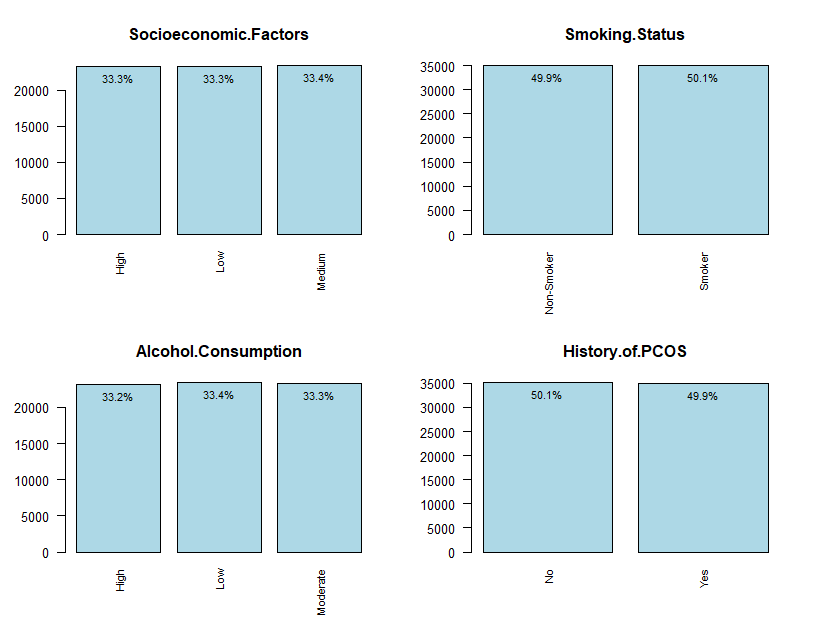 Socioeconomic.Factors
20000
15000
10000
5000
0
33.3%
33.3%
33.4%
High
Low
Medium
Smoking.Status
35000
30000
25000
20000
15000
10000
5000
0
49.9%
50.1%
Non-Smoker
Smoker
Alcohol.Consumption
20000
15000
10000
5000
0
33.2%
33.4%
33.3%
High
Low
Moderate
History.of.PCOS
35000
30000
25000
20000
15000
10000
5000
0
50.1%
49.9%
No
Yes